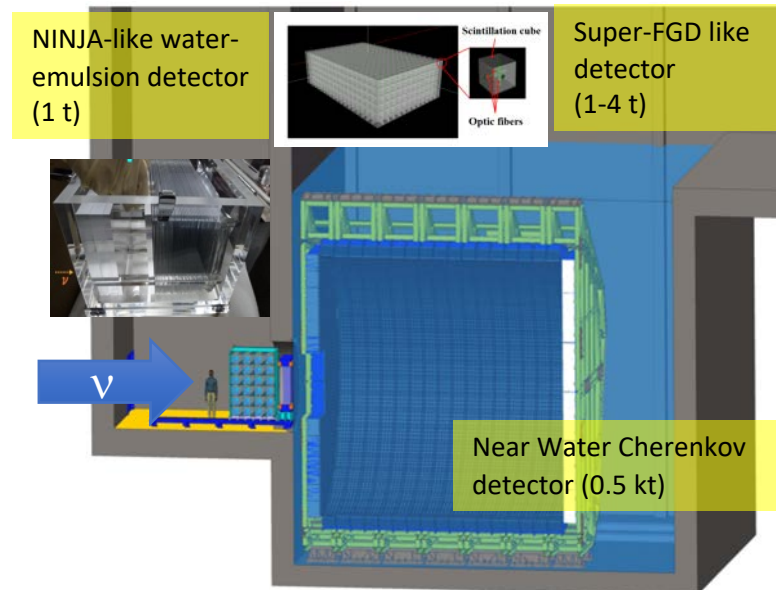 NINJA-like water-
emulsion detector
(1 t)
Scintillation cube
Optic fibers
Super-FGD like
detector
(1-4 t)
ν
ν
Near Water Cherenkov
detector (0.5 kt)